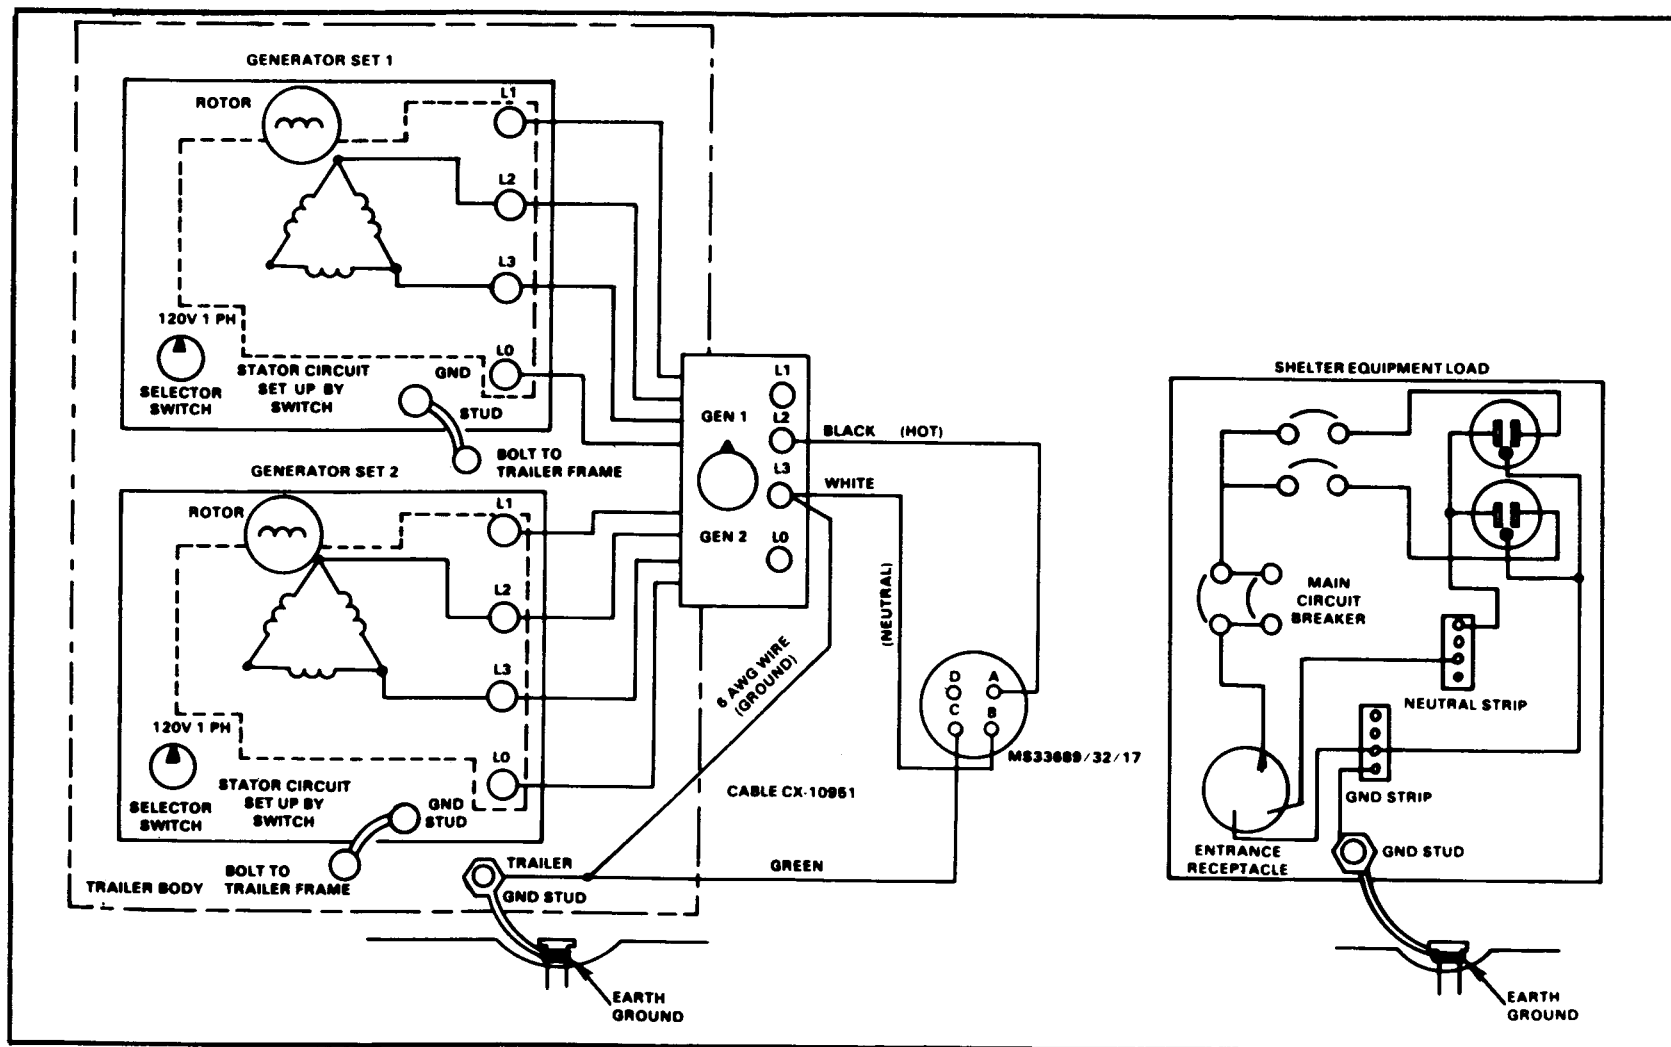 GENERATOR SET 1
ROTOR
L1
L2
L3
120V 1 PH
SELECTOR
SWITCH
STATOR CIRCUIT
SET UP BY
SWITCH
L0
GND
STUD
BOLT TO
TRAILER FRAME
GENERATOR SET 2
ROTOR
L1
L2
L3
120V 1 PH
SELECTOR
SWITCH
STATOR CIRCUIT
SET UP BY
SWITCH
L0
GND
STUD
BOLT TO
TRAILER FRAME
TRAILER BODY
TRAILER
GND STUD
EARTH
GROUND
GEN 1
GEN 2
L1
L2
L3
L0
BLACK (HOT)
WHITE
(NEUTRAL)
6 AWG WIRE
(GROUND)
D
A
C
B
MS33689/32/17
CABLE CX-10951
GREEN
SHELTER EQUIPMENT LOAD
MAIN
CIRCUIT
BREAKER
NEUTRAL STRIP
GND STRIP
ENTRANCE
RECEPTACLE
GND STUD
EARTH
GROUND